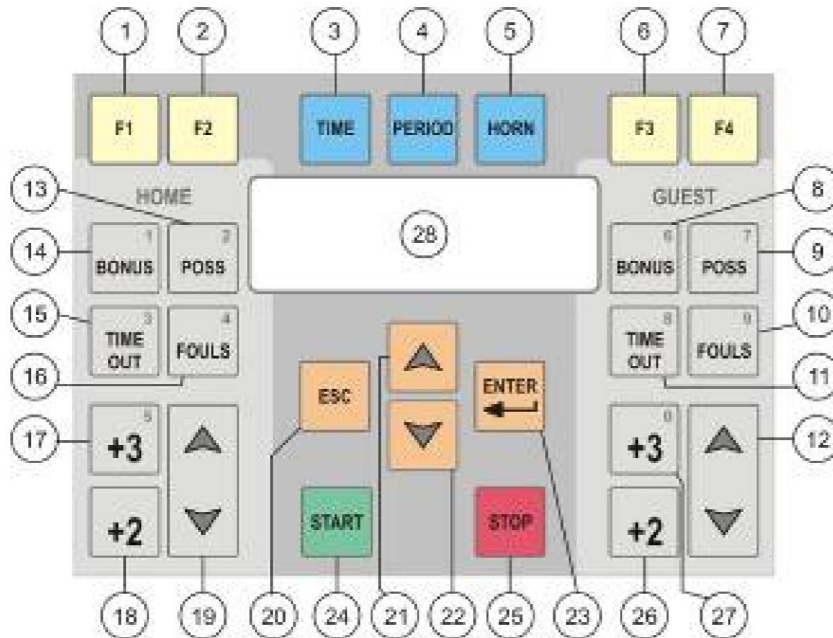 1 2 3 4 5 6 7
F1 F2 TIME PERIOD HORN F3 F4
13 HOME GUEST 8
14 1 BONUS 2 POSS 28 6 BONUS 7 POSS 9
15 3 TIME OUT 4 FOULS 8 TIME OUT 9 FOULS 10
16 ESC ENTER 11
17 5 +3 0 +3 12
+2 START STOP +2
18 19 20 24 21 22 25 23 26 27